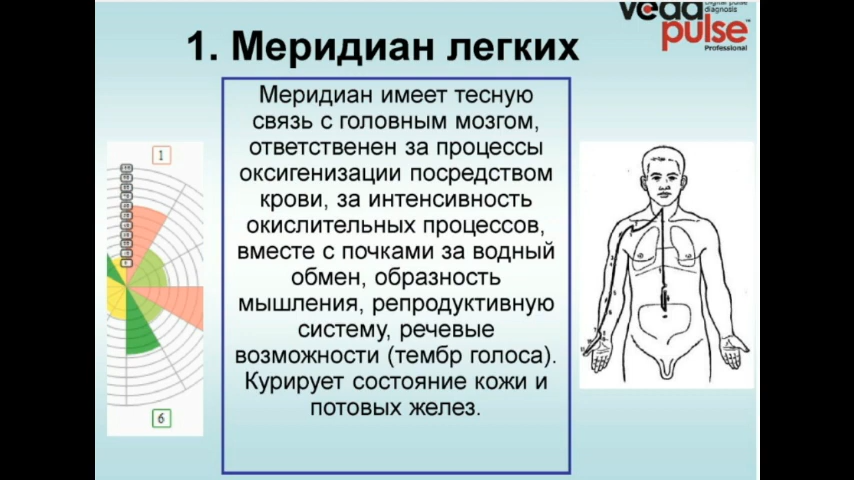 veda
pulse
diagnosis
Professional
1. Меридиан легких
Меридиан имеет тесную
связь с головным мозгом,
ответственен за процессы
оксигенизации посредством
крови, за интенсивность
окислительных процессов,
вместе с почками за водный
обмен, образность
мышления, репродуктивную
систему, речевые
возможности (тембр голоса).
Курирует состояние кожи и
потовых желез.
1
6